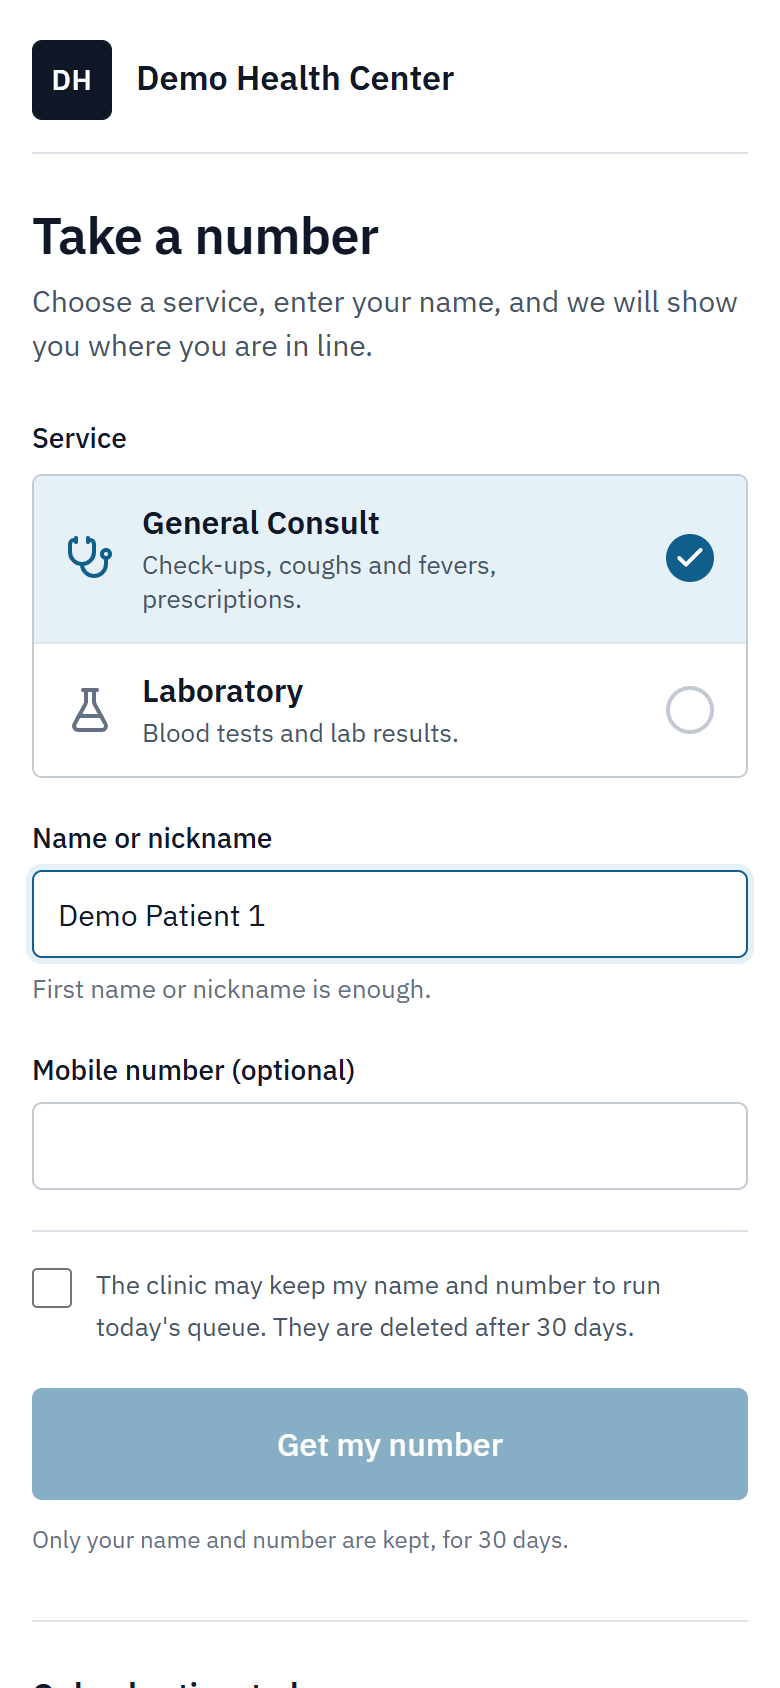 DH
Demo Health Center
Take a number
Choose a service, enter your name, and we will show
you where you are in line.
Service
General Consult
Check-ups, coughs and fevers,
prescriptions.
Laboratory
Blood tests and lab results.
Name or nickname
Demo Patient 1
First name or nickname is enough.
Mobile number (optional)
The clinic may keep my name and number to run
today's queue. They are deleted after 30 days.
Get my number
Only your name and number are kept, for 30 days.